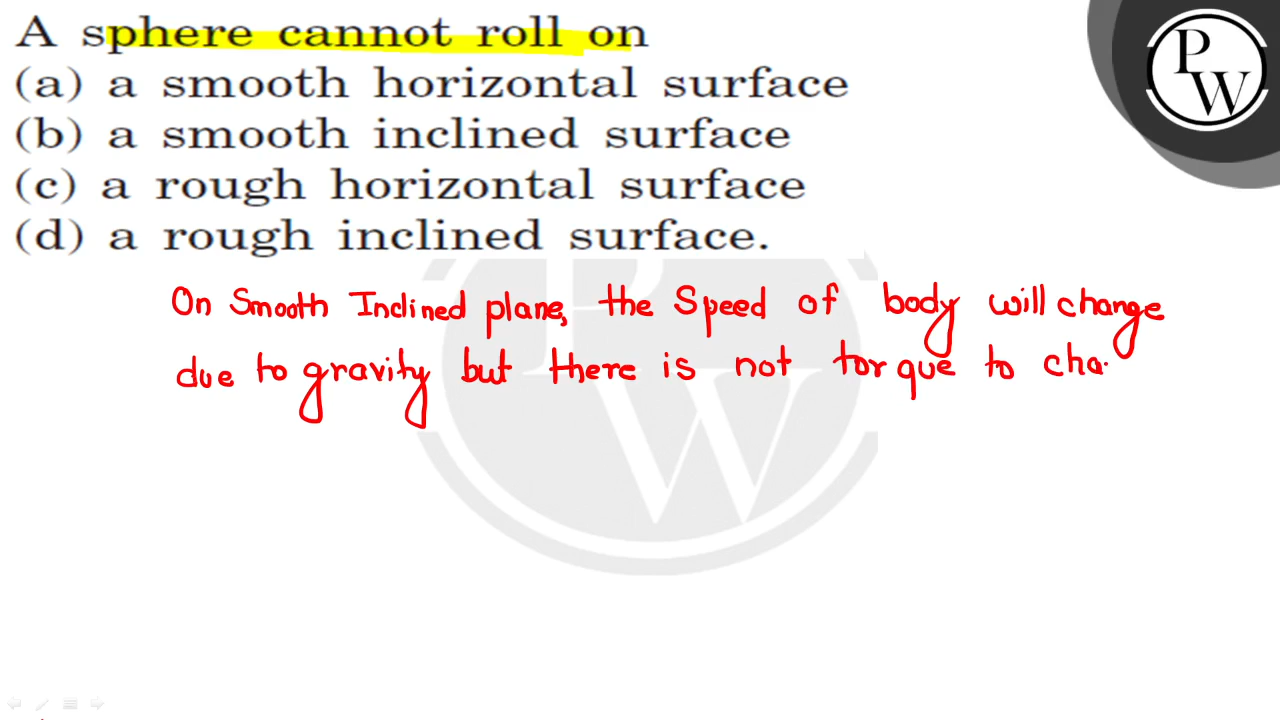 A sphere cannot roll on
(a) a smooth horizontal surface
(b) a smooth inclined surface
(c) a rough horizontal surface
(d) a rough inclined surface.
On Smooth Inclined plane, the Speed of body will change
due to gravity but there is not torque to cha
P
W
P
W